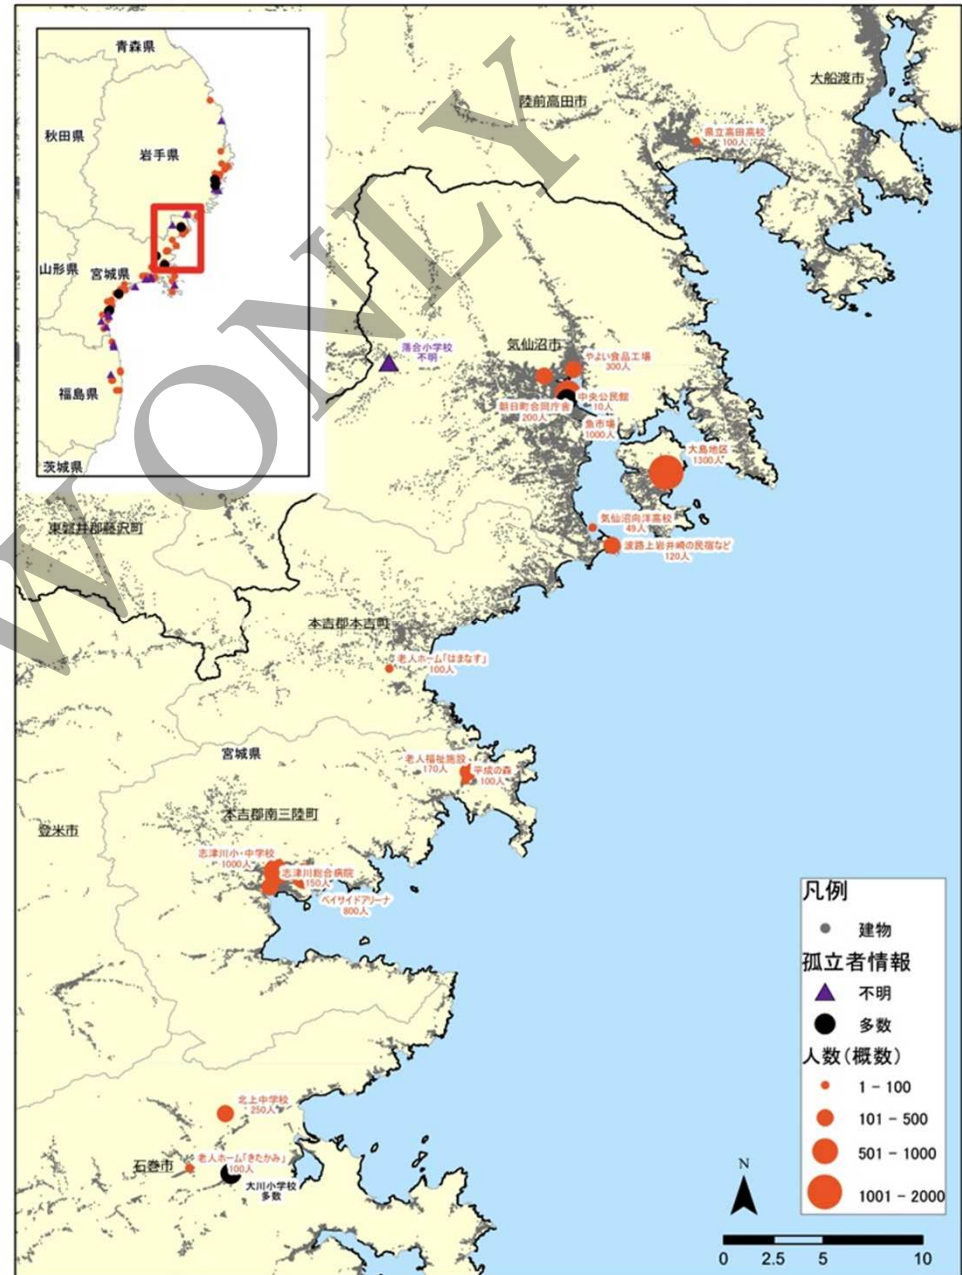 青森県
秋田県
岩手県
山形県
宮城県
福島県
茨城県
大船渡市
陸前高田市
県立高田高校
100人
落合小学校
不明
気仙沼市
やよい食品工場
300人
中央公民館
10人
朝日町合同庁舎
200人
魚市場
1000人
大島地区
1300人
気仙沼向洋高校
49人
波路上岩井崎の民宿など
120人
東磐井郡藤沢町
本吉郡本吉町
老人ホーム「はまなす」
100人
宮城県
老人福祉施設
170人
平成の森
100人
本吉郡南三陸町
登米市
志津川小・中学校
1000人
志津川総合病院
150人
ベイサイドアリーナ
800人
北上中学校
250人
石巻市
老人ホーム「きたかみ」
100人
大川小学校
多数
凡例
建物
孤立者情報
不明
多数
人数(概数)
1 - 100
101 - 500
501 - 1000
1001 - 2000
N
0 2.5 5 10
WONLY